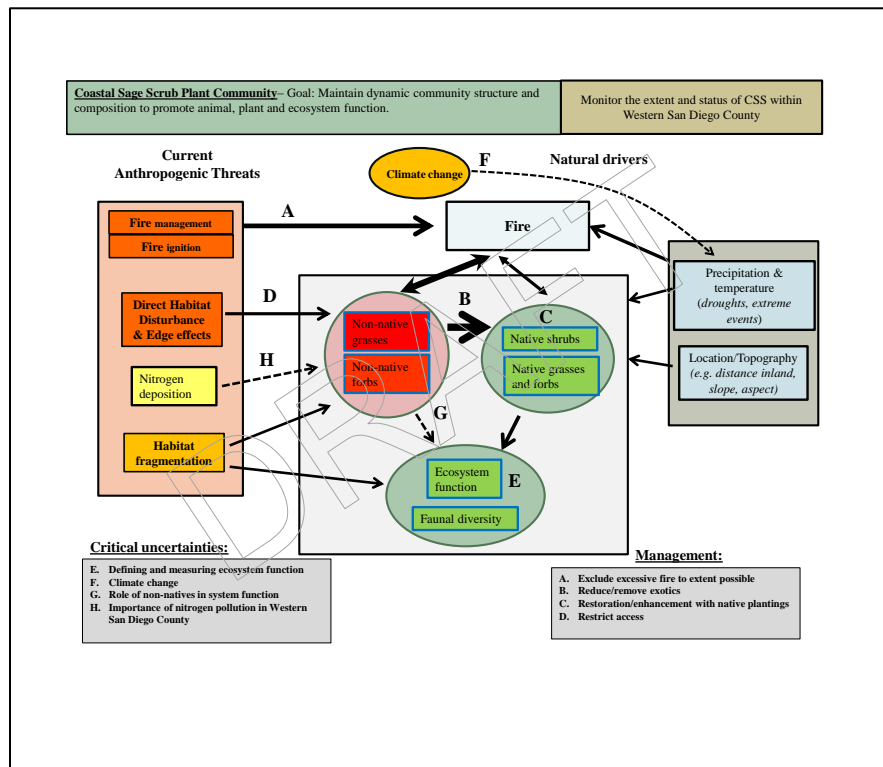 Coastal Sage Scrub Plant Community– Goal: Maintain dynamic community structure and
composition to promote animal, plant and ecosystem function.
Monitor the extent and status of CSS within
Western San Diego County
Current
Anthropogenic Threats
Climate change
F
Natural drivers
Fire management
Fire ignition
A
Fire
Direct Habitat
Disturbance
& Edge effects
D
Nitrogen
deposition
H
Habitat
fragmentation
Non-native
grasses
Non-native
forbs
B
C
Native shrubs
Native grasses
and forbs
G
Ecosystem
function
E
Faunal diversity
Precipitation &
temperature
(droughts, extreme
events)
Location/Topography
(e.g. distance inland,
slope, aspect)
DRAFT
Critical uncertainties:
E. Defining and measuring ecosystem function
F. Climate change
G. Role of non-natives in system function
H. Importance of nitrogen pollution in Western
San Diego County
Management:
A. Exclude excessive fire to extent possible
B. Reduce/remove exotics
C. Restoration/enhancement with native plantings
D. Restrict access